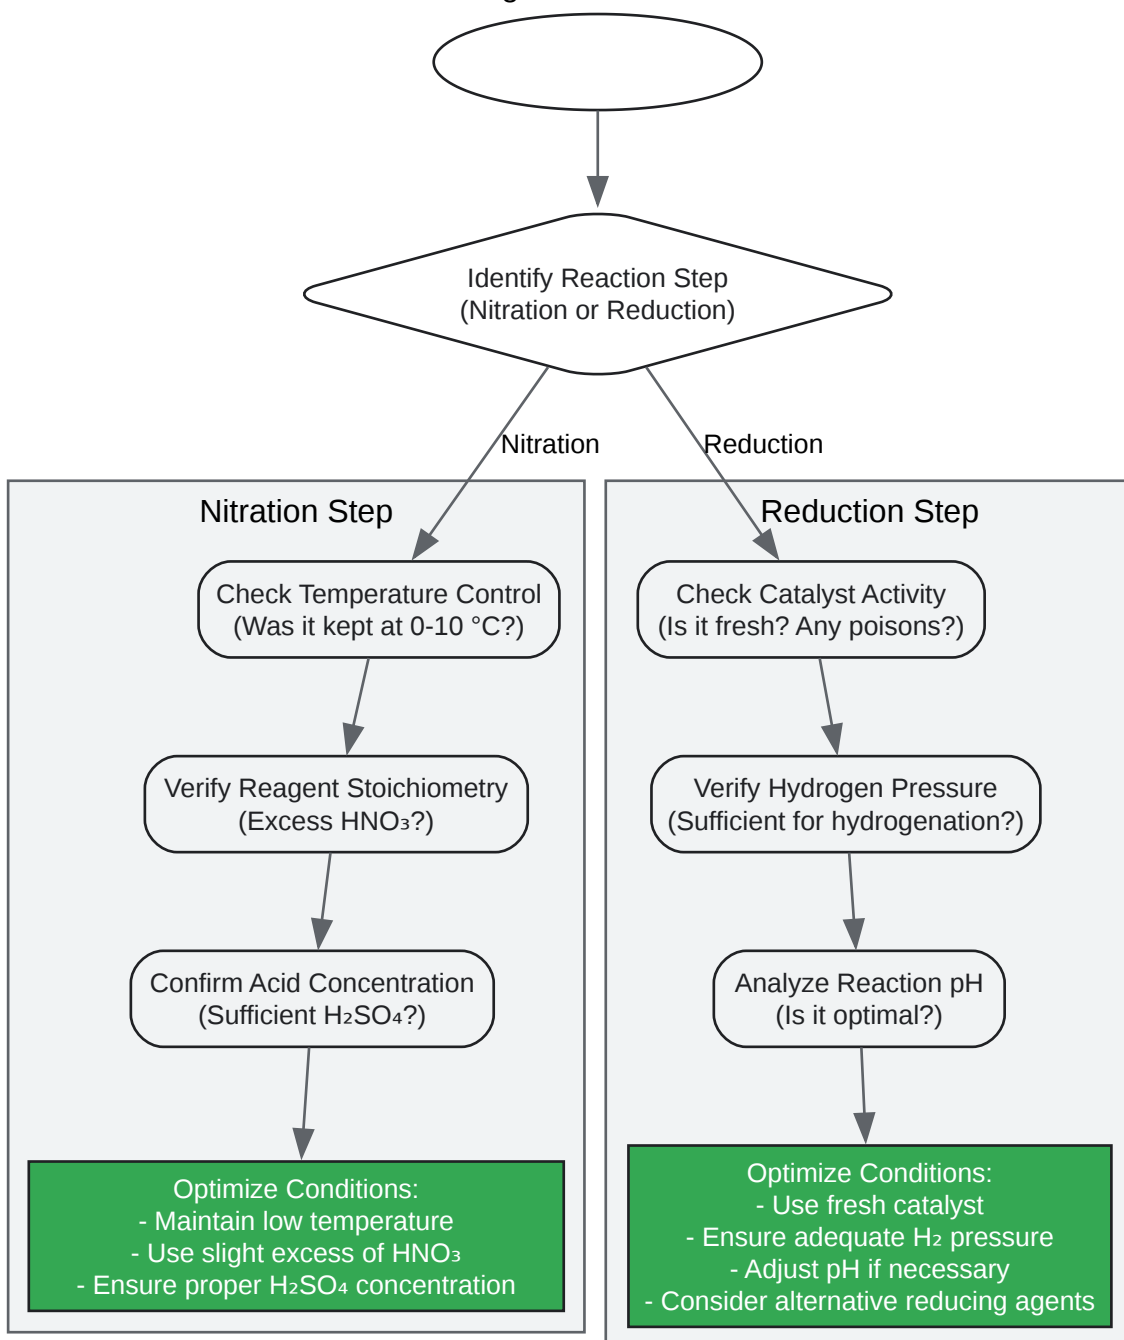 Identify Reaction Step
(Nitration or Reduction)
Nitration
Reduction
Nitration Step
Check Temperature Control
(Was it kept at 0-10 °C?)
Verify Reagent Stoichiometry
(Excess HNO₃?)
Confirm Acid Concentration
(Sufficient H₂SO₄?)
Optimize Conditions:
- Maintain low temperature
- Use slight excess of HNO₃
- Ensure proper H₂SO₄ concentration
Reduction Step
Check Catalyst Activity
(Is it fresh? Any poisons?)
Verify Hydrogen Pressure
(Sufficient for hydrogenation?)
Analyze Reaction pH
(Is it optimal?)
Optimize Conditions:
- Use fresh catalyst
- Ensure adequate H₂ pressure
- Adjust pH if necessary
- Consider alternative reducing agents